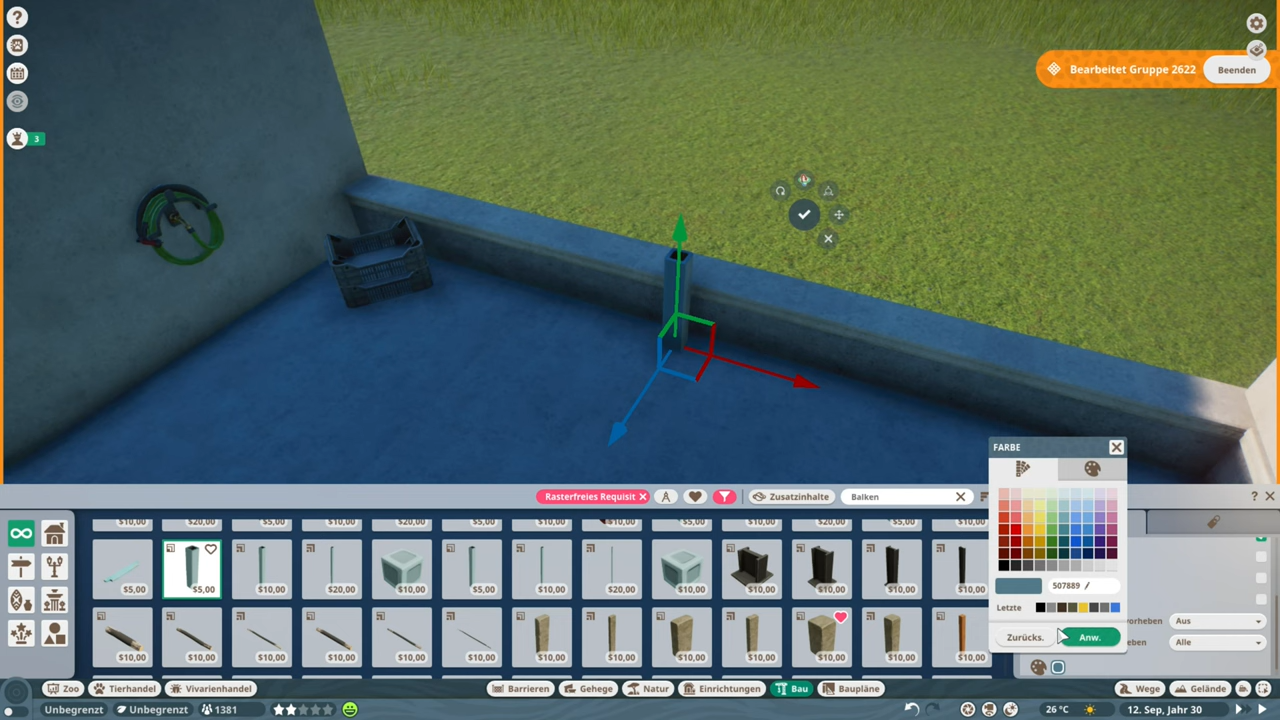 ?
3
Bearbeitet Gruppe 2622
Beenden
Rasterfreies Requisit ×
Zusatzinhalte
Balken
FARBE
$10,00 $20,00 $5,00 $10,00 $10,00 $5,00 $10,00 $10,00 $5,00 $10,00 $10,00 $5,00 $10,00
$5,00 $5,00 $10,00 $20,00 $10,00 $5,00 $10,00 $20,00 $10,00 $10,00 $10,00 $10,00 $10,00
$10,00 $10,00 $10,00 $10,00 $10,00 $10,00 $10,00 $10,00 $10,00 $10,00 $10,00 $10,00 $10,00
507889
Letzte
Zurücks.
Anw.
vorheben
Aus
eben
Alle
Zoo
Tierhandel
Vivarienhandel
Barrieren
Gehege
Natur
Einrichtungen
Bau
Baupläne
Wege
Gelände
Unbegrenzt
Unbegrenzt
1381
26 °C
12. Sep, Jahr 30